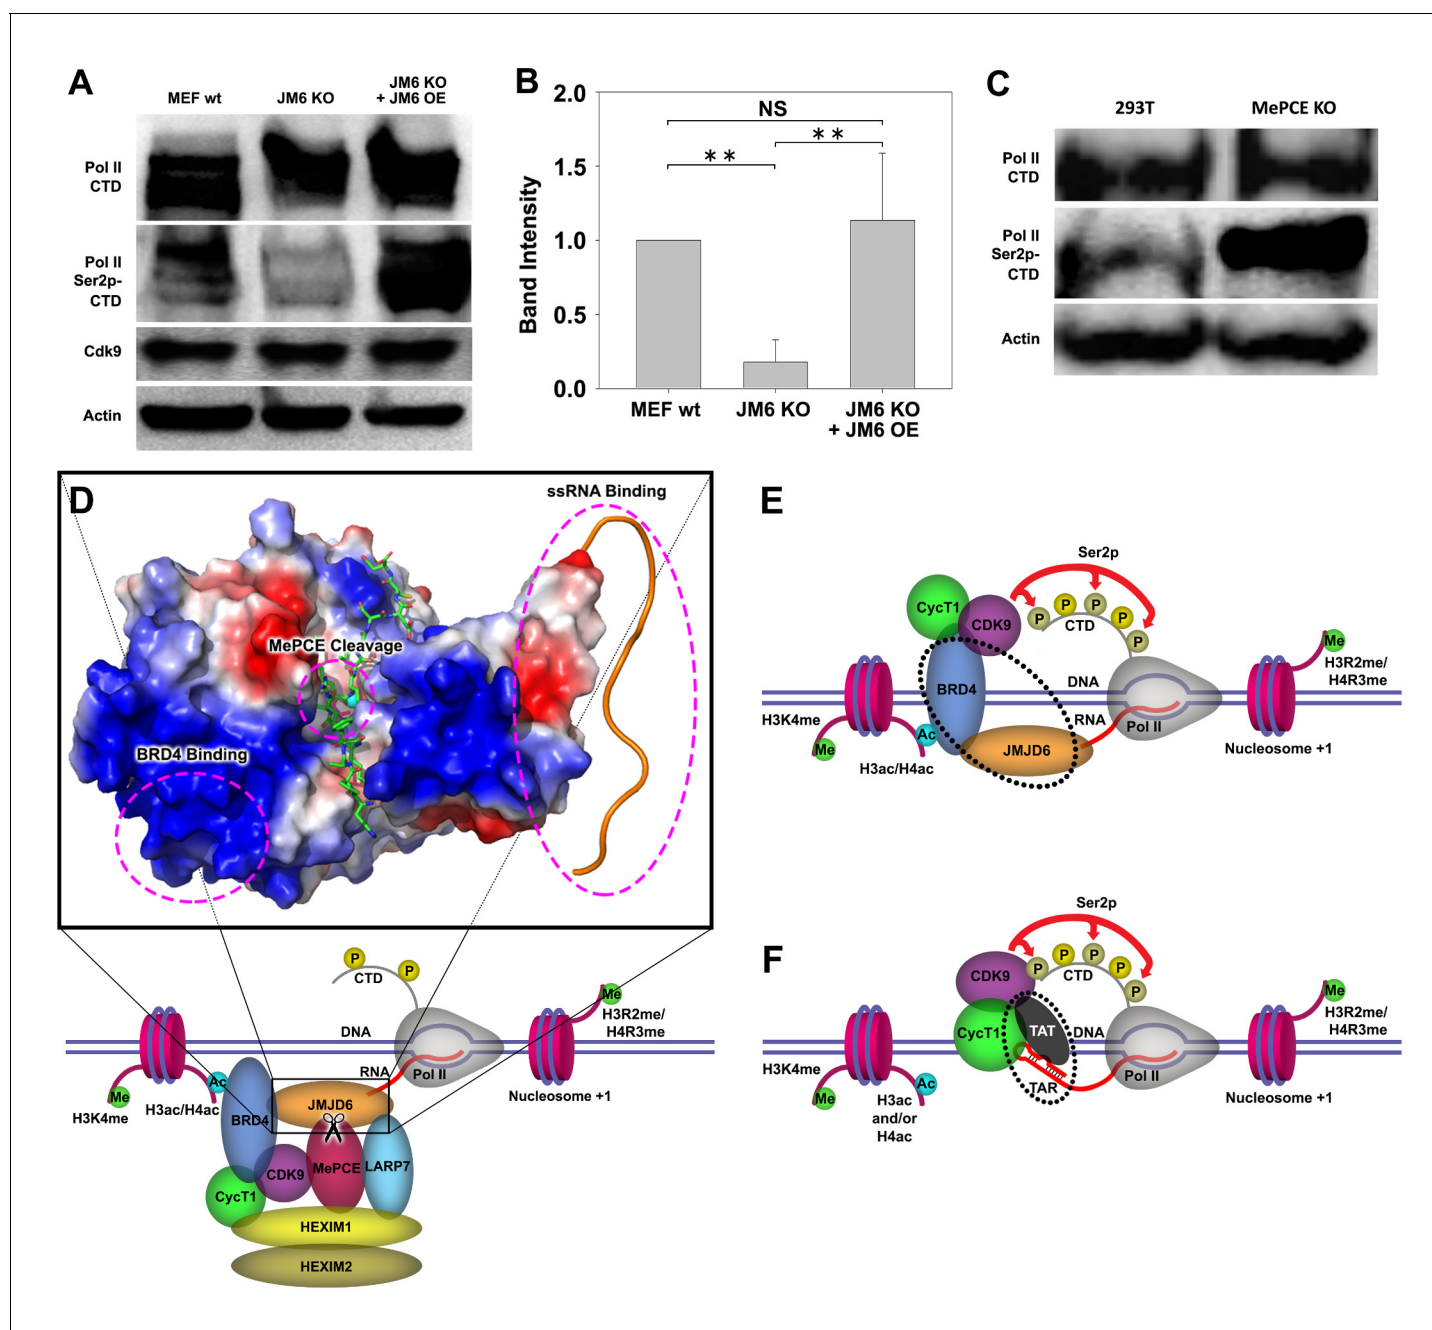 A
MEF wt
JM6 KO
JM6 KO
+ JM6 OE
Pol II
CTD
Pol II
Ser2p-
CTD
Cdk9
Actin
B
2.0
1.5
1.0
0.5
0.0
Band Intensity
NS
**
**
MEF wt
JM6 KO
JM6 KO
+ JM6 OE
C
293T
MePCE KO
Pol II
CTD
Pol II
Ser2p-
CTD
Actin
D
ssRNA Binding
MePCE Cleavage
BRD4 Binding
P
P
CTD
DNA
RNA
Pol II
Me
H3R2me/
H4R3me
Nucleosome +1
Me
H3K4me
Ac
H3ac/H4ac
BRD4
JMJD6
CDK9
MePCE
LARP7
CycT1
HEXIM1
HEXIM2
E
Ser2p
CycT1
CDK9
P
P
P
P
P
CTD
BRD4
DNA
RNA
Pol II
JMJD6
H3K4me
Me
Ac
H3ac/H4ac
Me
H3R2me/
H4R3me
Nucleosome +1
F
Ser2p
CDK9
P
P
P
P
P
CTD
CycT1
TAT
DNA
TAR
Pol II
H3K4me
Me
Ac
H3ac
and/or
H4ac
Me
H3R2me/
H4R3me
Nucleosome +1